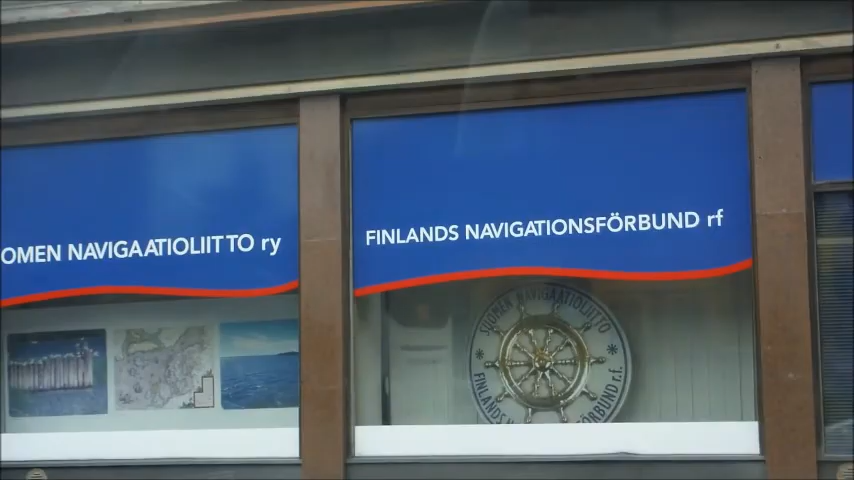 OMEN NAVIGAATIOLIITTO ry
FINLANDS NAVIGATIONSFÖRBUND rf
SUOMEN NAVIGAATIOLIITTO
FINLANDS FÖRBUND r.f.